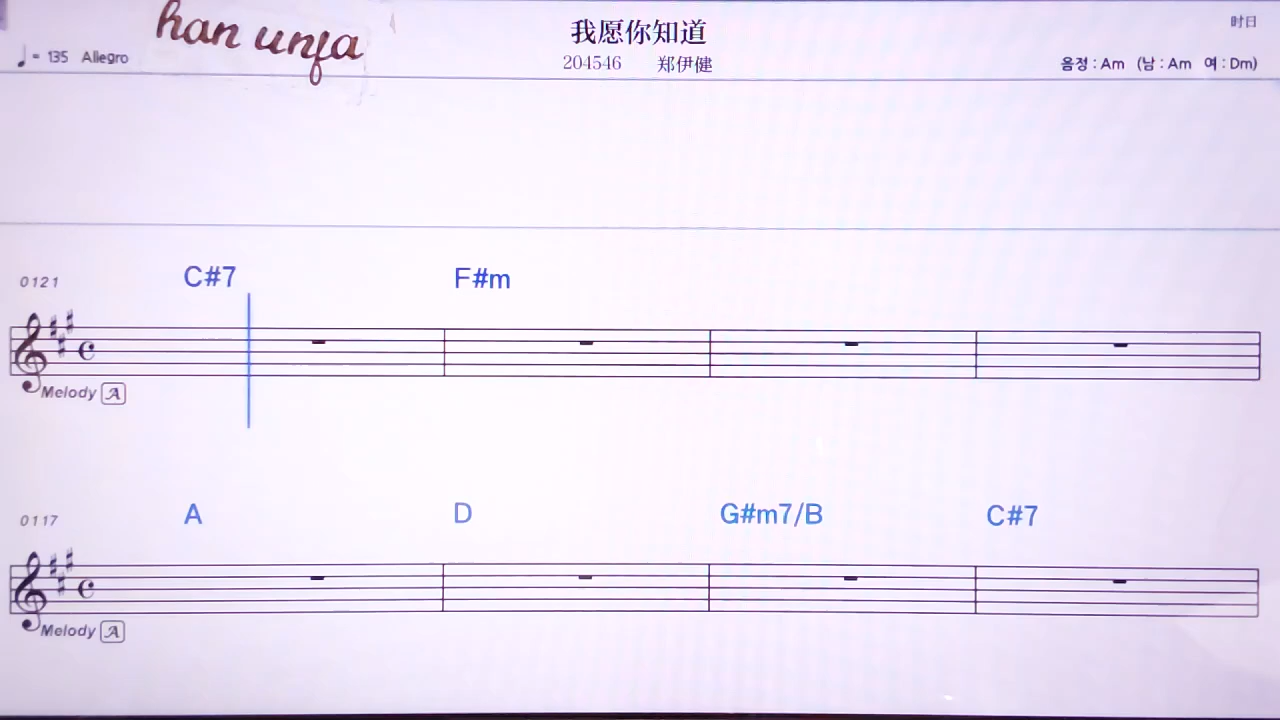 han unfa
♩= 135 Allegro
我愿你知道
204546 郑伊健
时日
음정 : Am (남 : Am 여 : Dm)
0121
C#7 F#m
Melody A
0117
A D G#m7/B C#7
Melody A